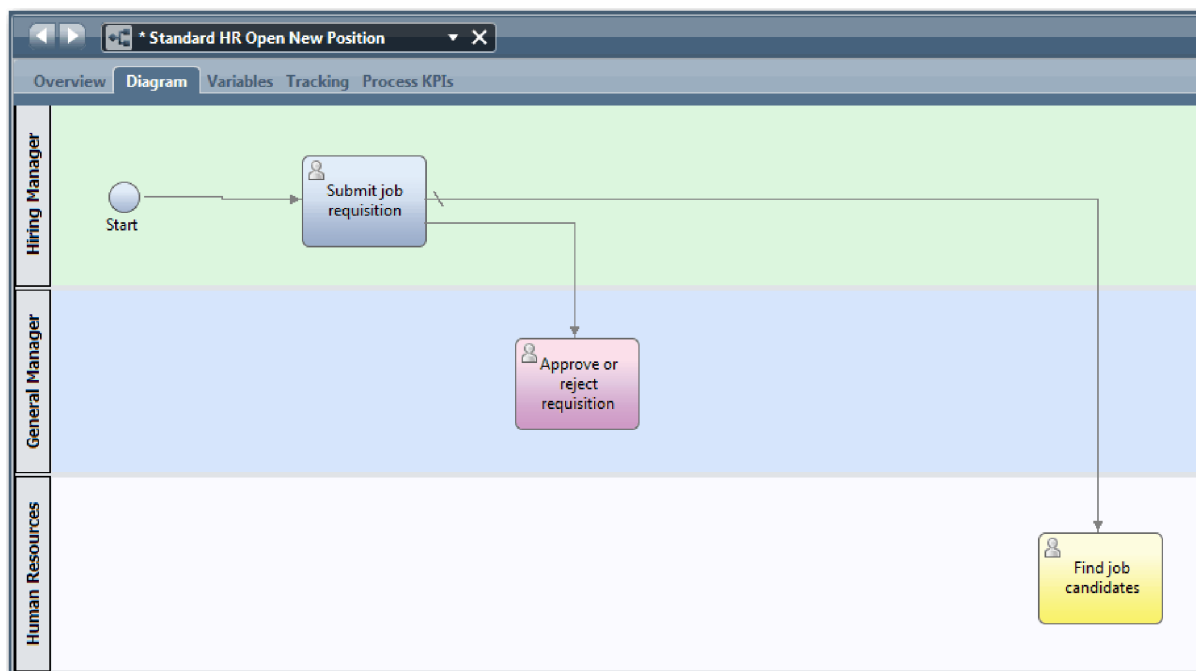 * Standard HR Open New Position
Overview Diagram Variables Tracking Process KPIs
Hiring Manager
Start
Submit job
requisition
General Manager
Approve or
reject
requisition
Human Resources
Find job
candidates